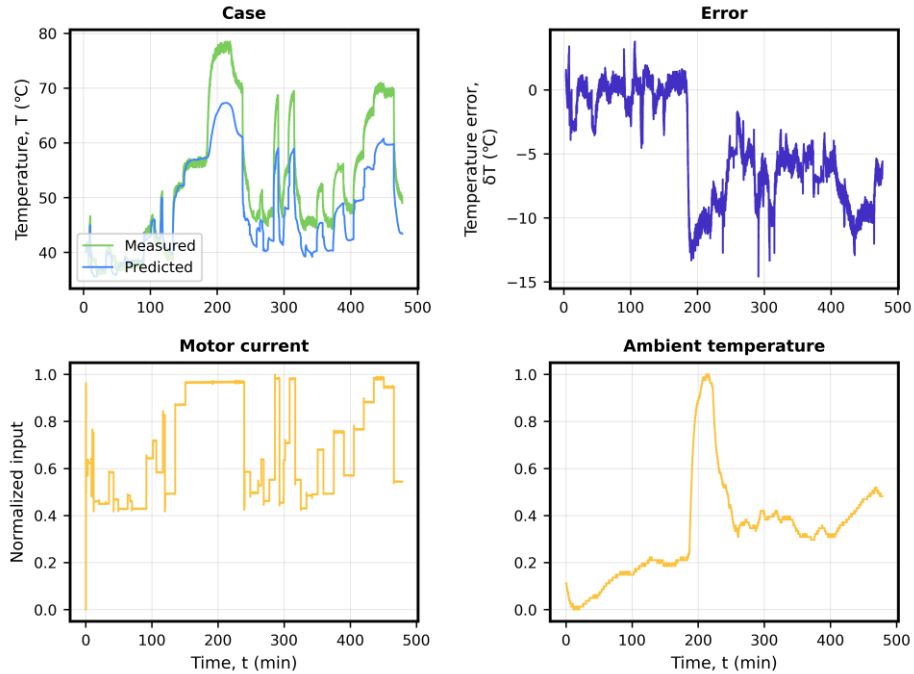 Case
Error
80
70
60
50
40
Temperature, T (°C)
Measured
Predicted
0 100 200 300 400 500
0
−5
−10
−15
Temperature error,
δT (°C)
0 100 200 300 400 500
Motor current
Ambient temperature
1.0
0.8
0.6
0.4
0.2
0.0
Normalized input
0 100 200 300 400 500
Time, t (min)
1.0
0.8
0.6
0.4
0.2
0.0
0 100 200 300 400 500
Time, t (min)